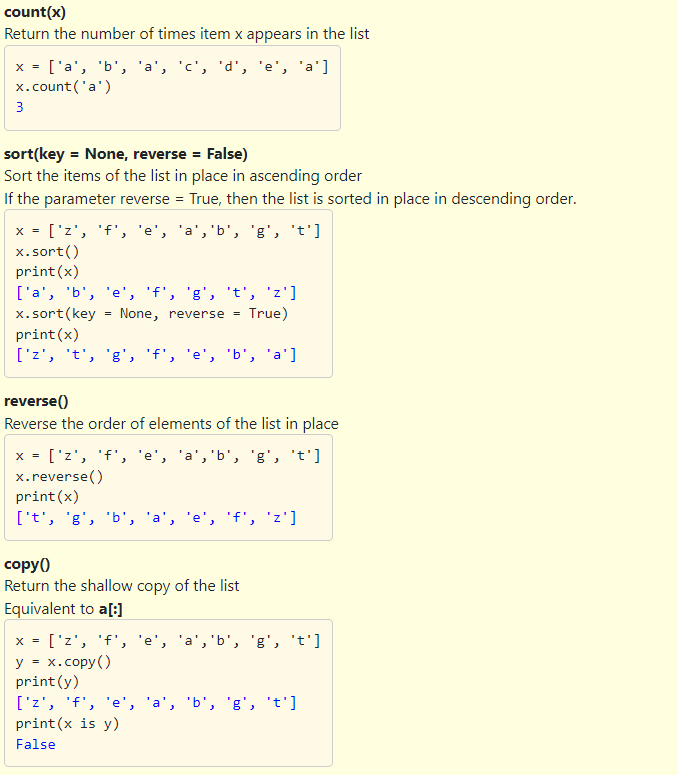 count(x)
Return the number of times item x appears in the list
x = ['a', 'b', 'a', 'c', 'd', 'e', 'a']
x.count('a')
3
sort(key = None, reverse = False)
Sort the items of the list in place in ascending order
If the parameter reverse = True, then the list is sorted in place in descending order.
x = ['z', 'f', 'e', 'a','b', 'g', 't']
x.sort()
print(x)
['a', 'b', 'e', 'f', 'g', 't', 'z']
x.sort(key = None, reverse = True)
print(x)
['z', 't', 'g', 'f', 'e', 'b', 'a']
reverse()
Reverse the order of elements of the list in place
x = ['z', 'f', 'e', 'a','b', 'g', 't']
x.reverse()
print(x)
['t', 'g', 'b', 'a', 'e', 'f', 'z']
copy()
Return the shallow copy of the list
Equivalent to a[:]
x = ['z', 'f', 'e', 'a','b', 'g', 't']
y = x.copy()
print(y)
['z', 'f', 'e', 'a', 'b', 'g', 't']
print(x is y)
False